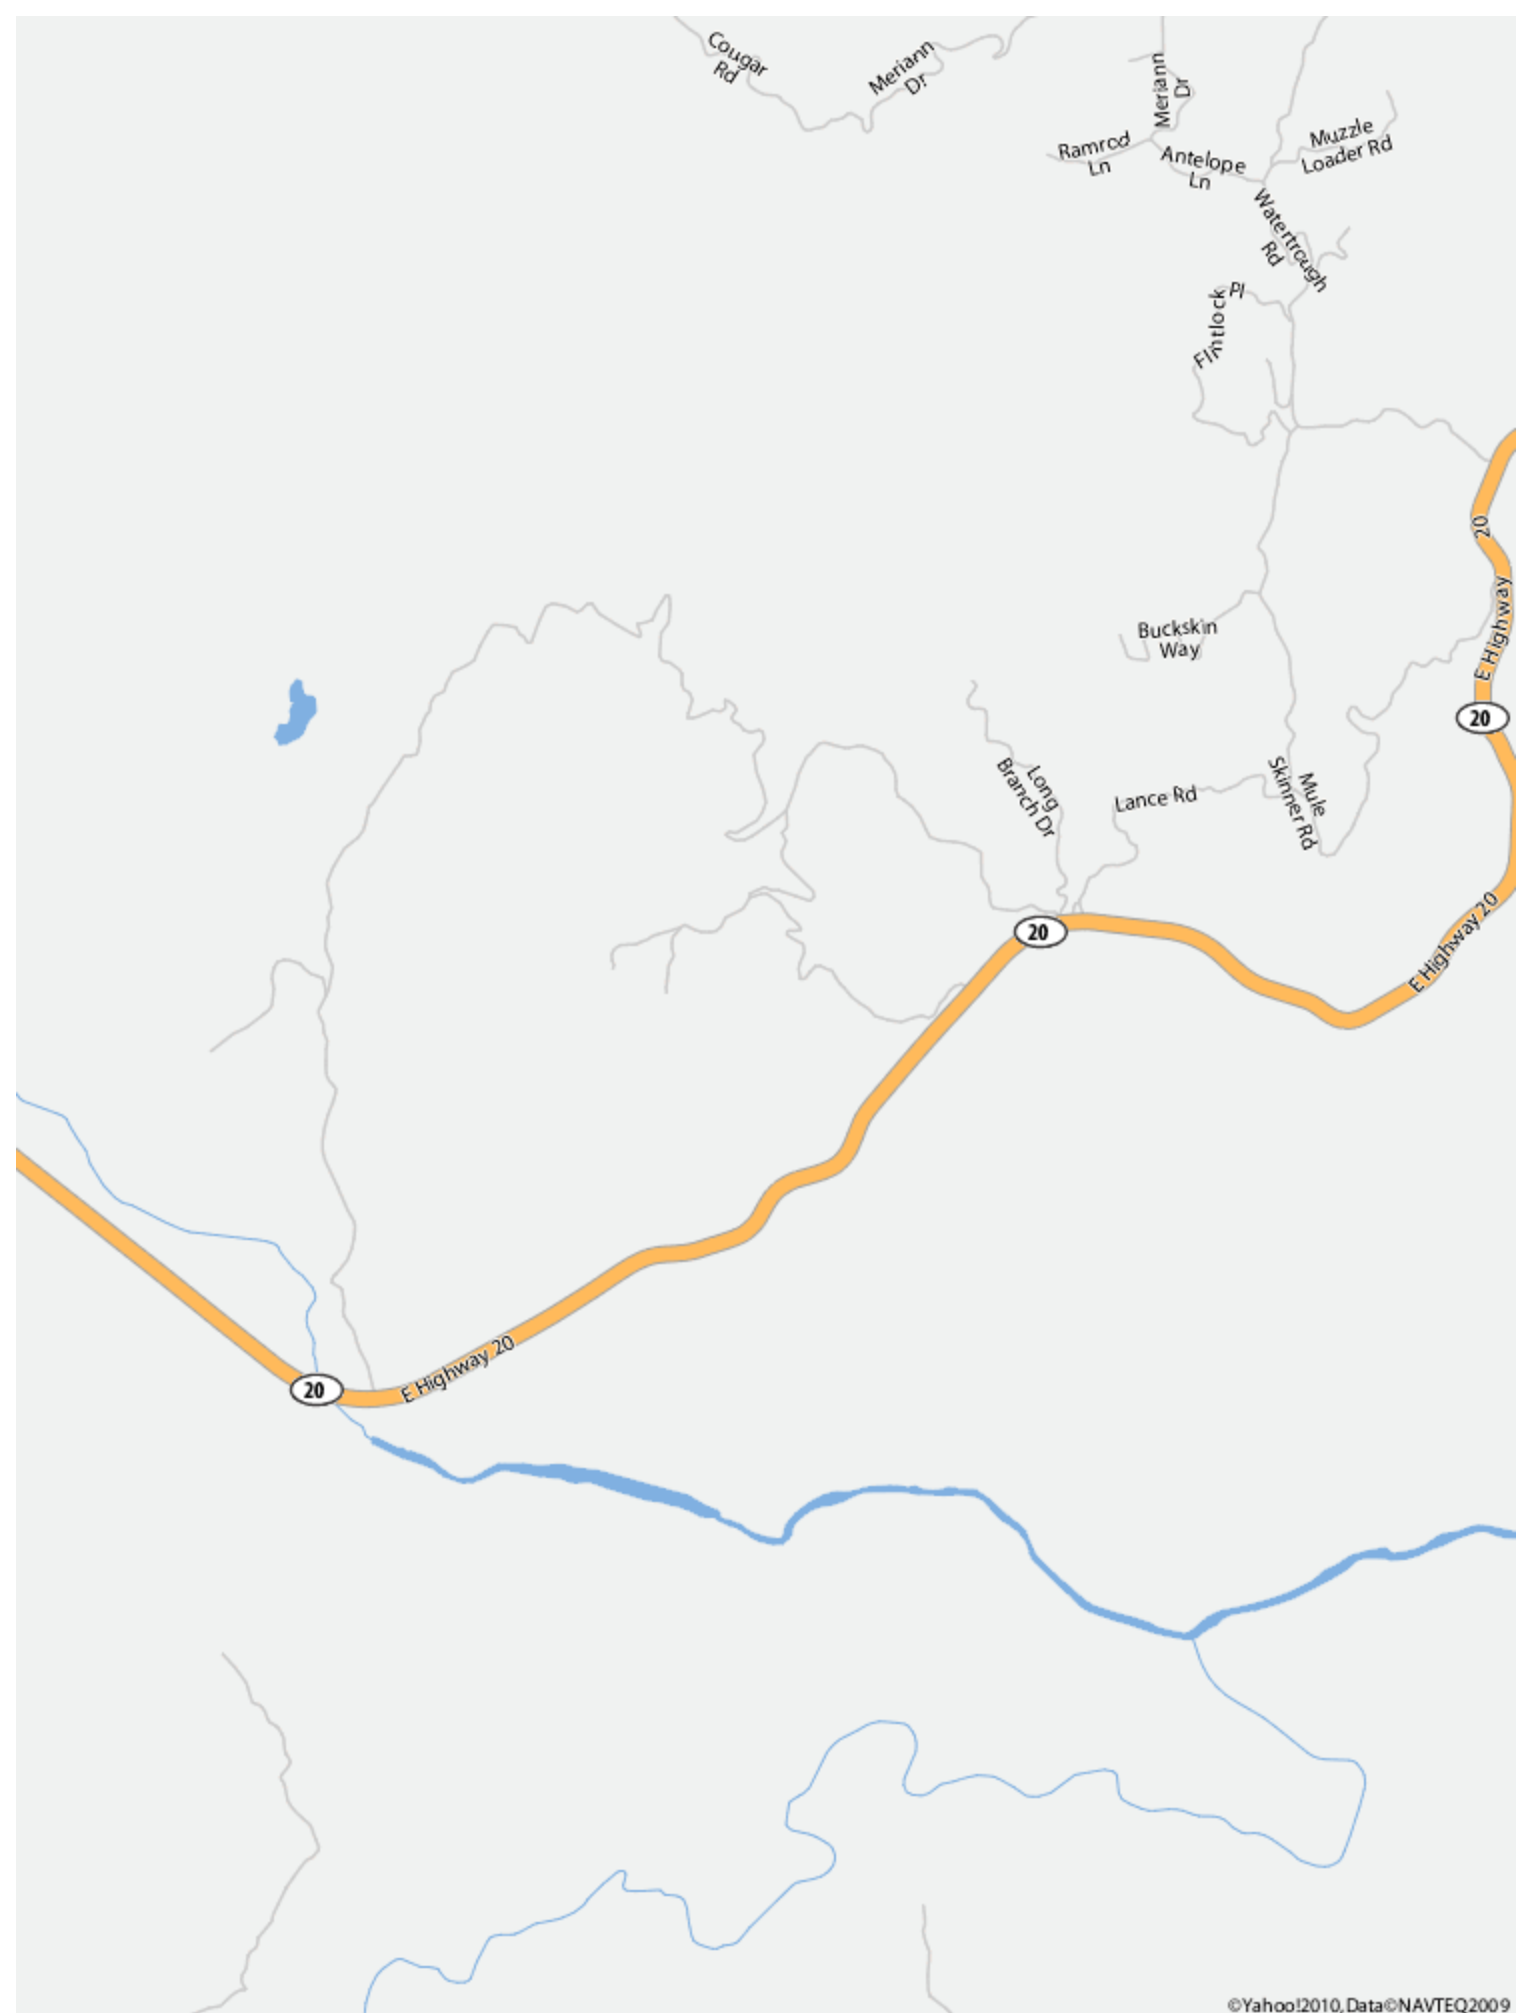 Cougar
Rd
Meriann
Dr
Meriann
Dr
Ramrod
Ln
Antelope
Ln
Muzzle
Loader Rd
Watertrough
Rd
Flintlock Pl
20
E Highway
Buckskin
Way
20
Long
Branch Dr
Lance Rd
Mule
Skinner Rd
20
E Highway 20
E Highway 20
20
©Yahoo!2010,Data©NAVTEQ2009